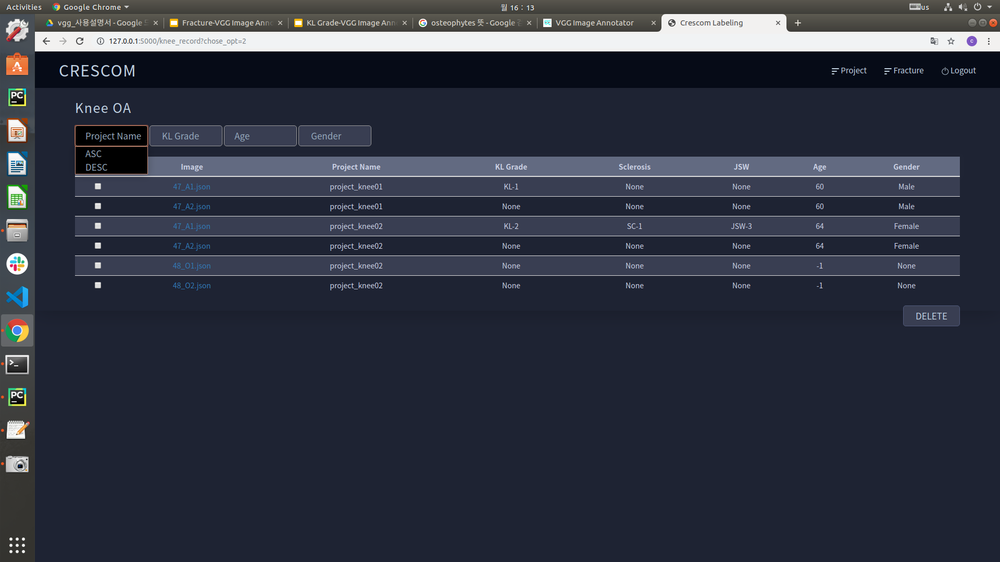 Activities Google Chrome 월 16 : 13 us
vgg_사용설명서 - Google Fracture-VGG Image Anno KL Grade-VGG Image Ann osteophytes 뜻 - Google VGG Image Annotator Crescom Labeling
127.0.0.1:5000/knee_record?chose_opt=2 c
CRESCOM Project Fracture Logout
Knee OA
Project Name KL Grade Age Gender
ASC
DESC
Image Project Name KL Grade Sclerosis JSW Age Gender
47_A1.json project_knee01 KL-1 None None 60 Male
47_A2.json project_knee01 None None None 60 Male
47_A1.json project_knee02 KL-2 SC-1 JSW-3 64 Female
47_A2.json project_knee02 None None None 64 Female
48_O1.json project_knee02 None None None -1 None
48_O2.json project_knee02 None None None -1 None
DELETE
PC
PC